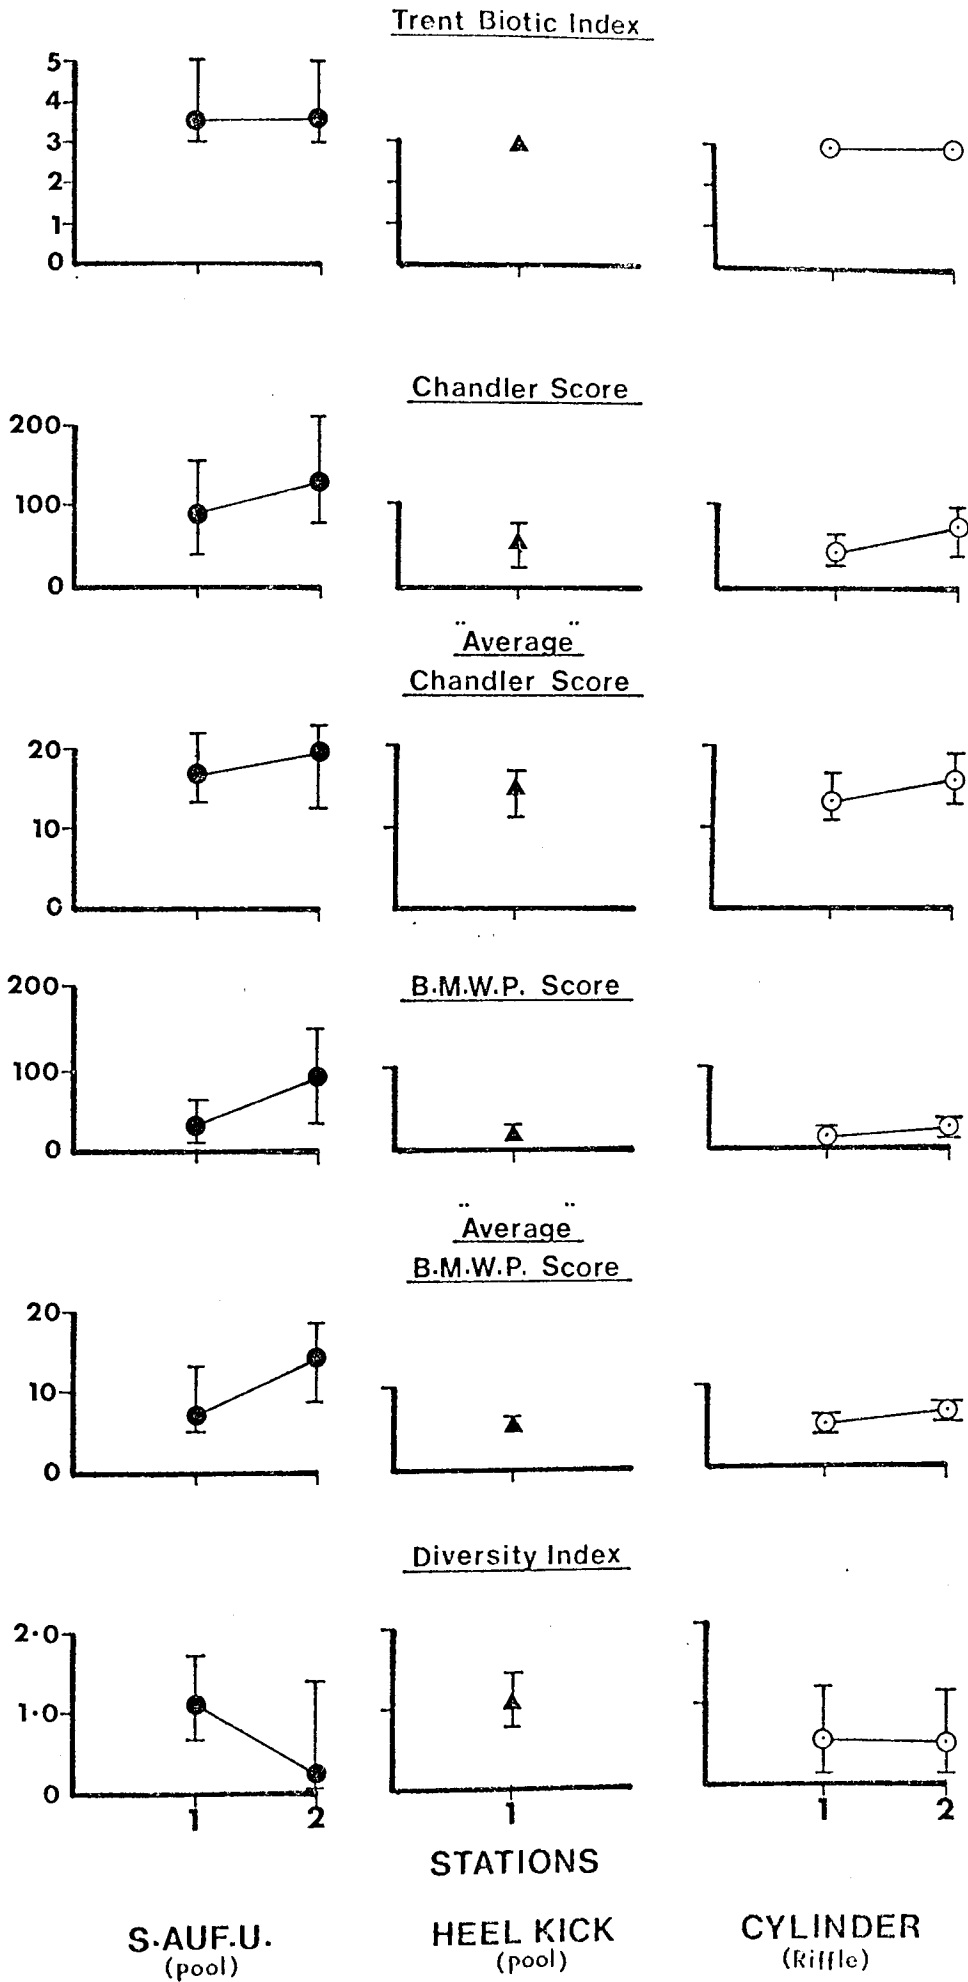 Trent Biotic Index
5
4
3
2
1
0
Chandler Score
200
100
0
"Average"
Chandler Score
20
10
0
B.M.W.P. Score
200
100
0
"Average"
B.M.W.P. Score
20
10
0
Diversity Index
2·0
1·0
0
1 2 1 1 2
STATIONS
S.AUF.U. HEEL KICK CYLINDER
(pool) (pool) (Riffle)